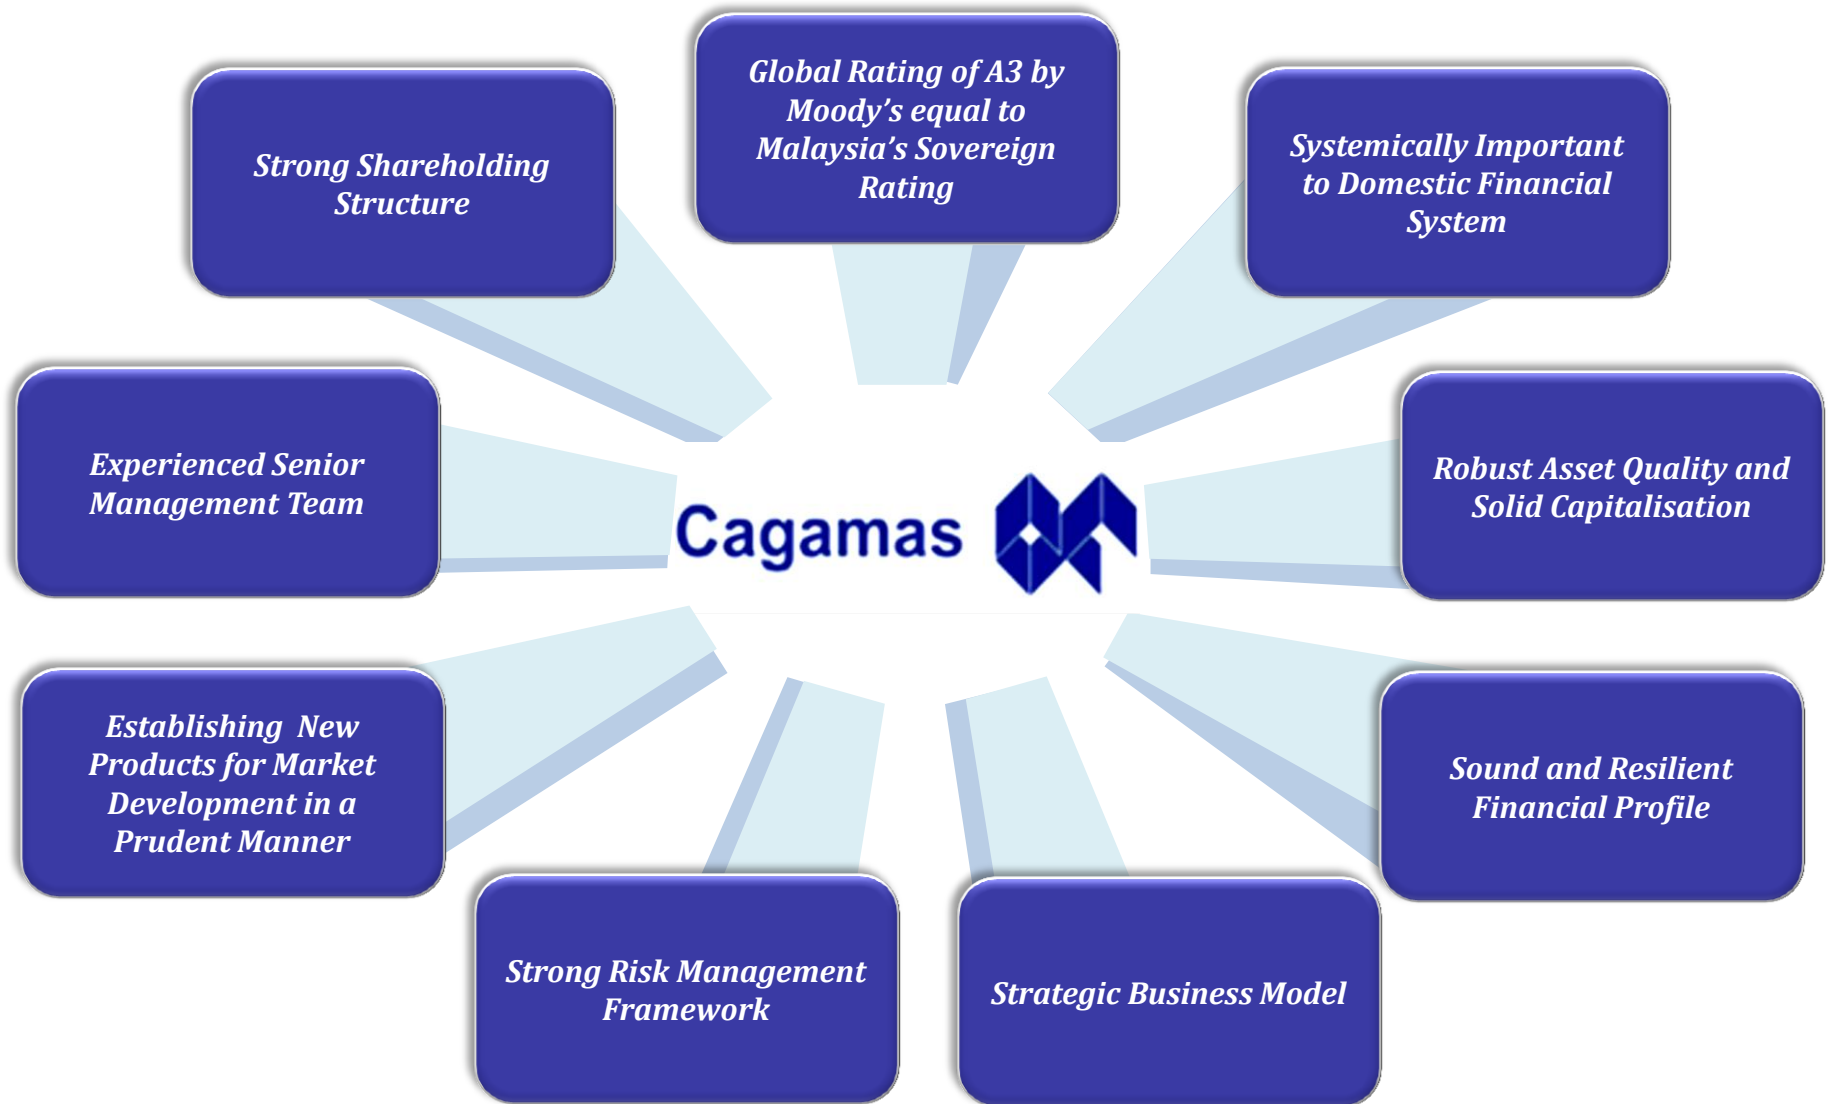 Global Rating of A3 by
Moody’s equal to
Malaysia’s Sovereign
Rating
Strong Shareholding
Structure
Systemically Important
to Domestic Financial
System
Experienced Senior
Management Team
Cagamas
Robust Asset Quality and
Solid Capitalisation
Establishing  New
Products for Market
Development in a
Prudent Manner
Sound and Resilient
Financial Profile
Strong Risk Management
Framework
Strategic Business Model